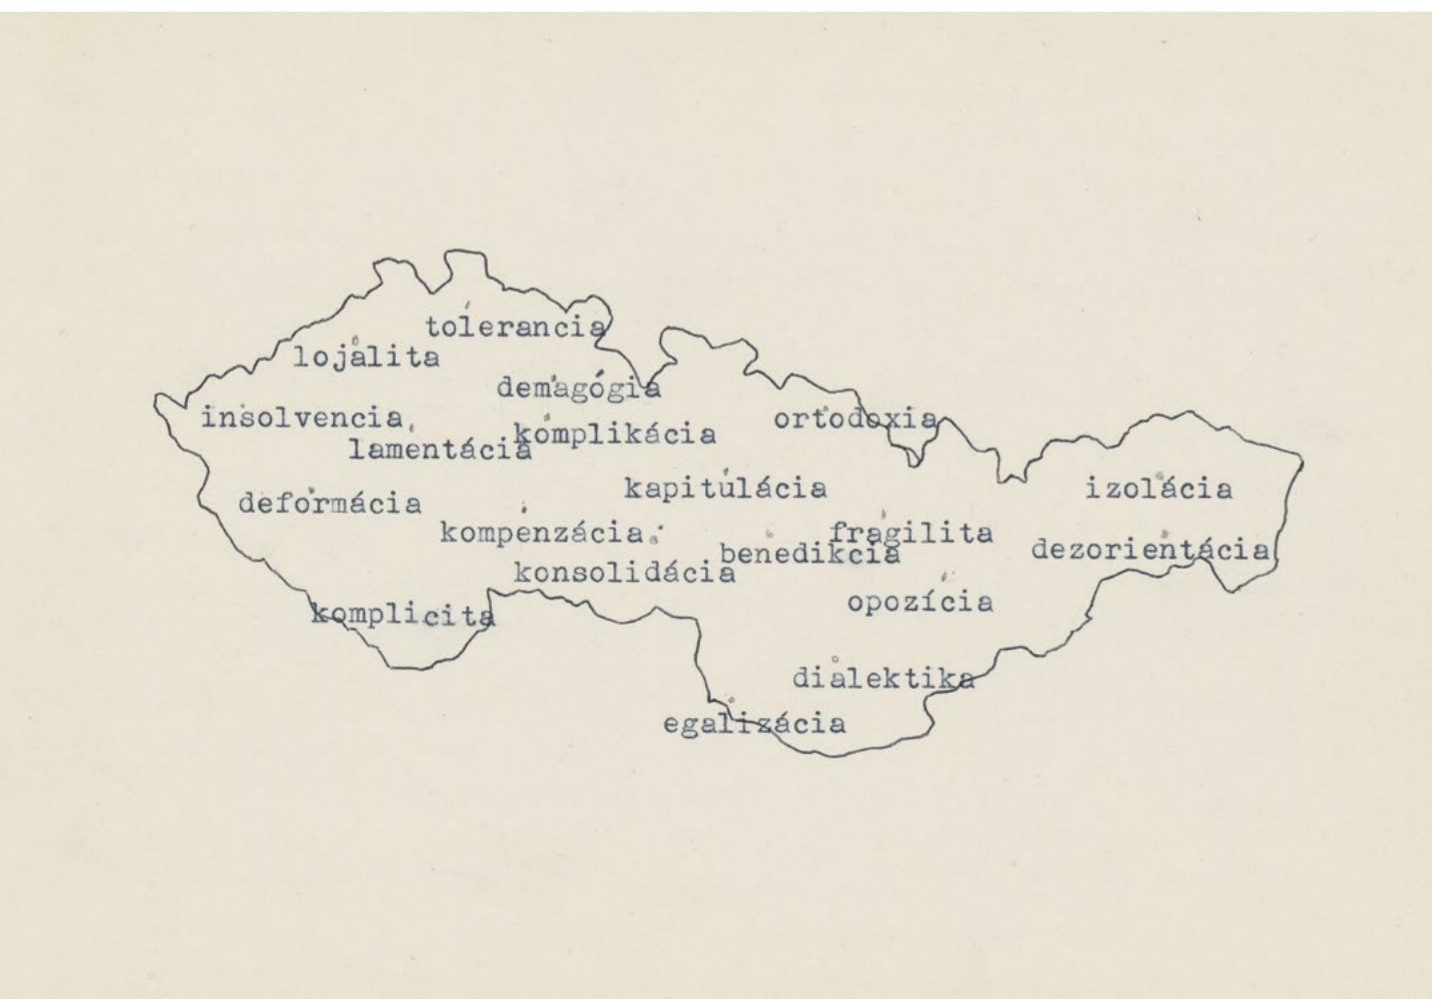 tolerancia
lojalita
demagógia
insolvencia
ortodoxia
komplikácia
lamentácia
kapitulácia
izolácia
deformácia
kompenzácia
fragilita
benedikcia
dezorientácia
konsolidácia
opozícia
komplicita
dialektika
egalizácia